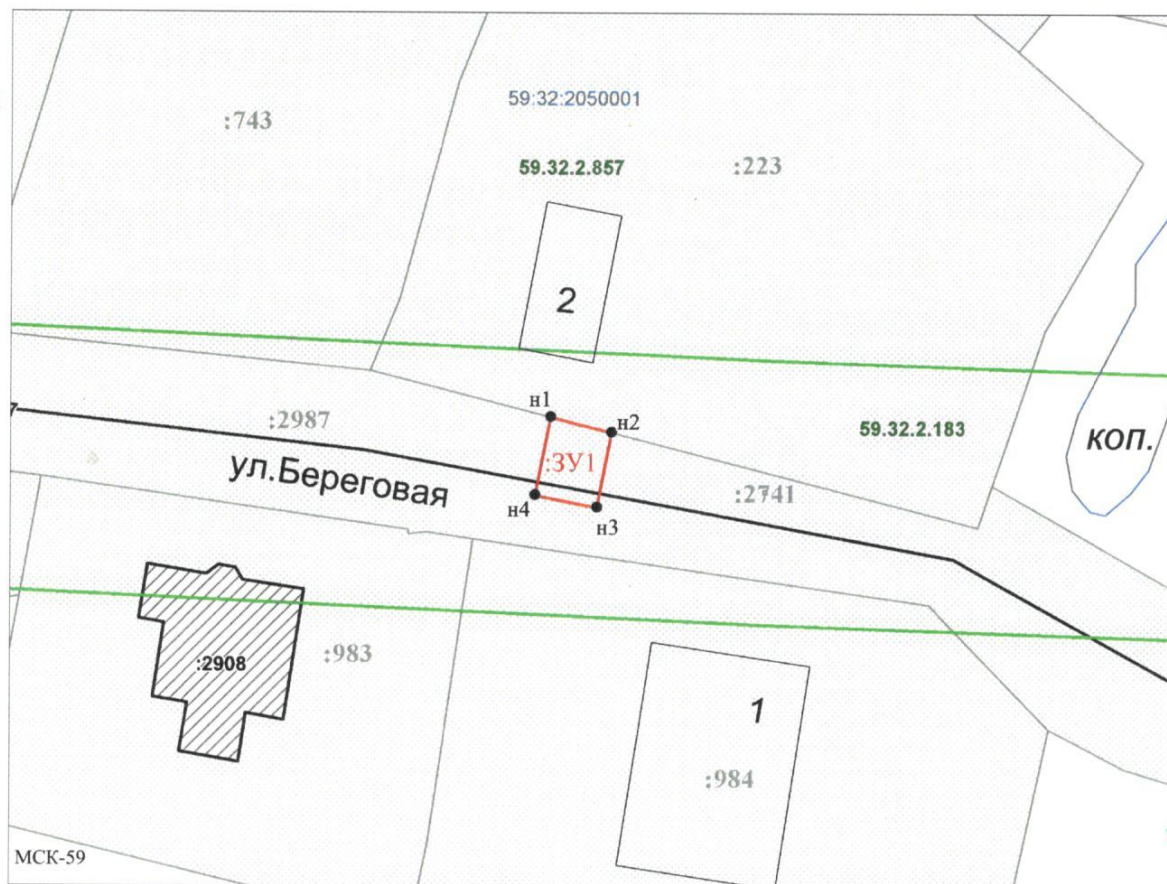 59:32:2050001
:743
59.32.2.857
:223
2
н1
:2987
н2
59.32.2.183
коп.
:ЗУ1
ул.Береговая
:2741
н4
н3
:2908
:983
1
:984
МСК-59